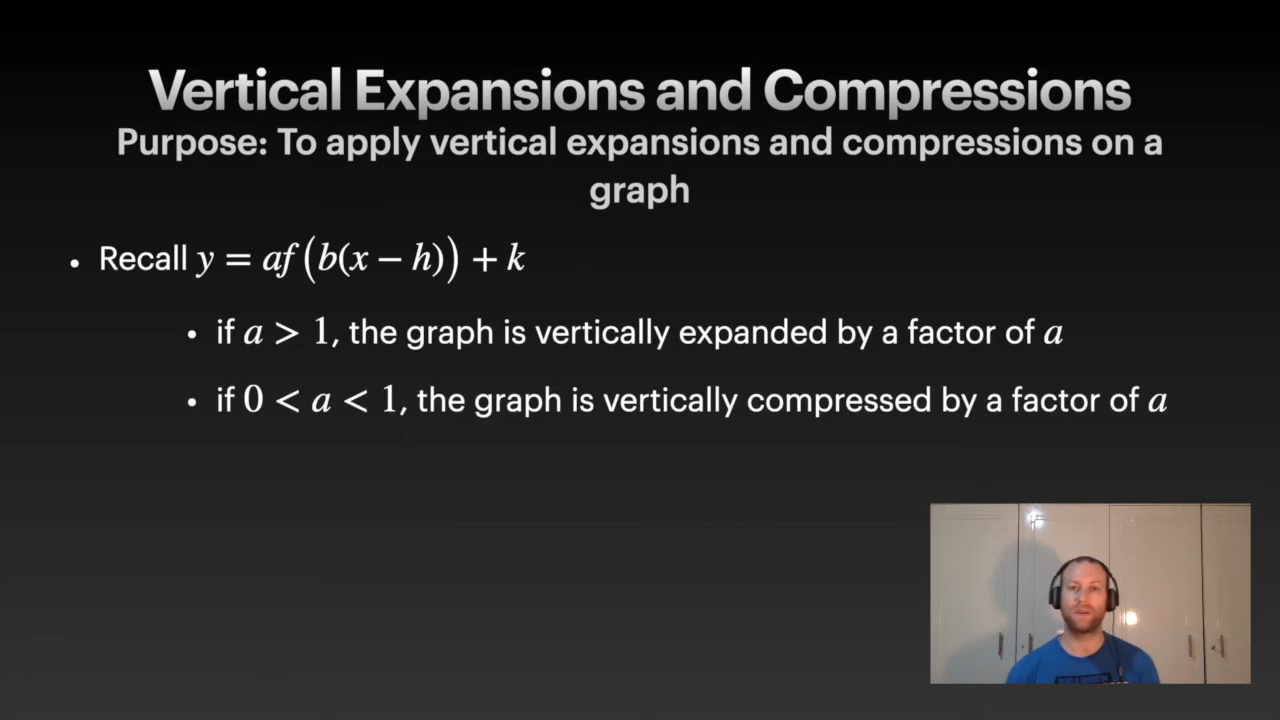 Vertical Expansions and Compressions
Purpose: To apply vertical expansions and compressions on a
graph
• Recall y = af(b(x − h)) + k
• if a > 1, the graph is vertically expanded by a factor of a
• if 0 < a < 1, the graph is vertically compressed by a factor of a